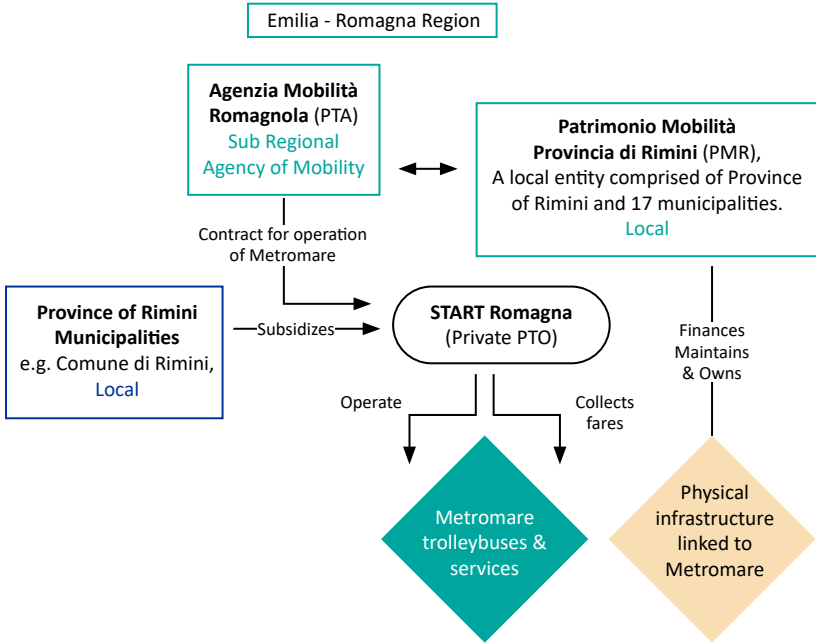 Emilia - Romagna Region
Agenzia Mobilità
Romagnola (PTA)
Sub Regional
Agency of Mobility
Patrimonio Mobilità
Provincia di Rimini (PMR),
A local entity comprised of Province
of Rimini and 17 municipalities.
Local
Contract for operation
of Metromare
Province of Rimini
Municipalities
e.g. Comune di Rimini,
Local
Subsidizes
START Romagna
(Private PTO)
Finances
Maintains
& Owns
Operate
Collects
fares
Metromare
trolleybuses &
services
Physical
infrastructure
linked to
Metromare